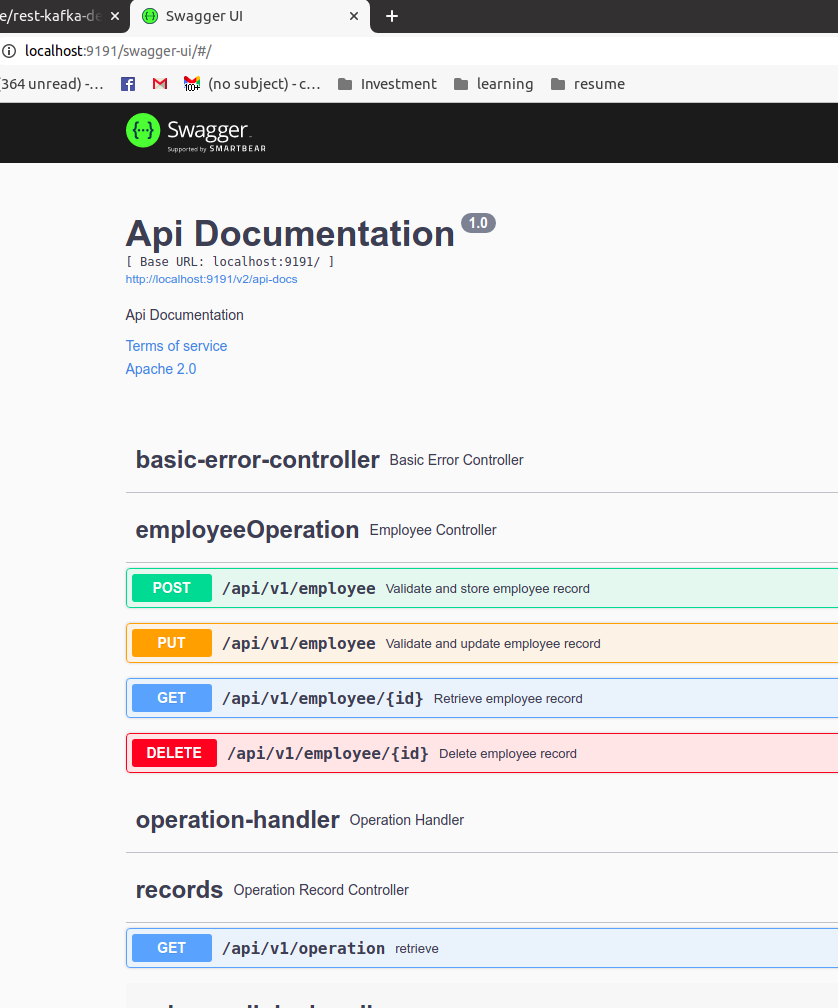 e/rest-kafka-de
Swagger UI
localhost:9191/swagger-ui/#/
(364 unread) -... (no subject) - c... Investment learning resume
100+
Swagger.
Supported by SMARTBEAR
Api Documentation 1.0
[ Base URL: localhost:9191/ ]
http://localhost:9191/v2/api-docs
Api Documentation
Terms of service
Apache 2.0
basic-error-controller Basic Error Controller
employeeOperation Employee Controller
POST /api/v1/employee Validate and store employee record
PUT /api/v1/employee Validate and update employee record
GET /api/v1/employee/{id} Retrieve employee record
DELETE /api/v1/employee/{id} Delete employee record
operation-handler Operation Handler
records Operation Record Controller
GET /api/v1/operation retrieve